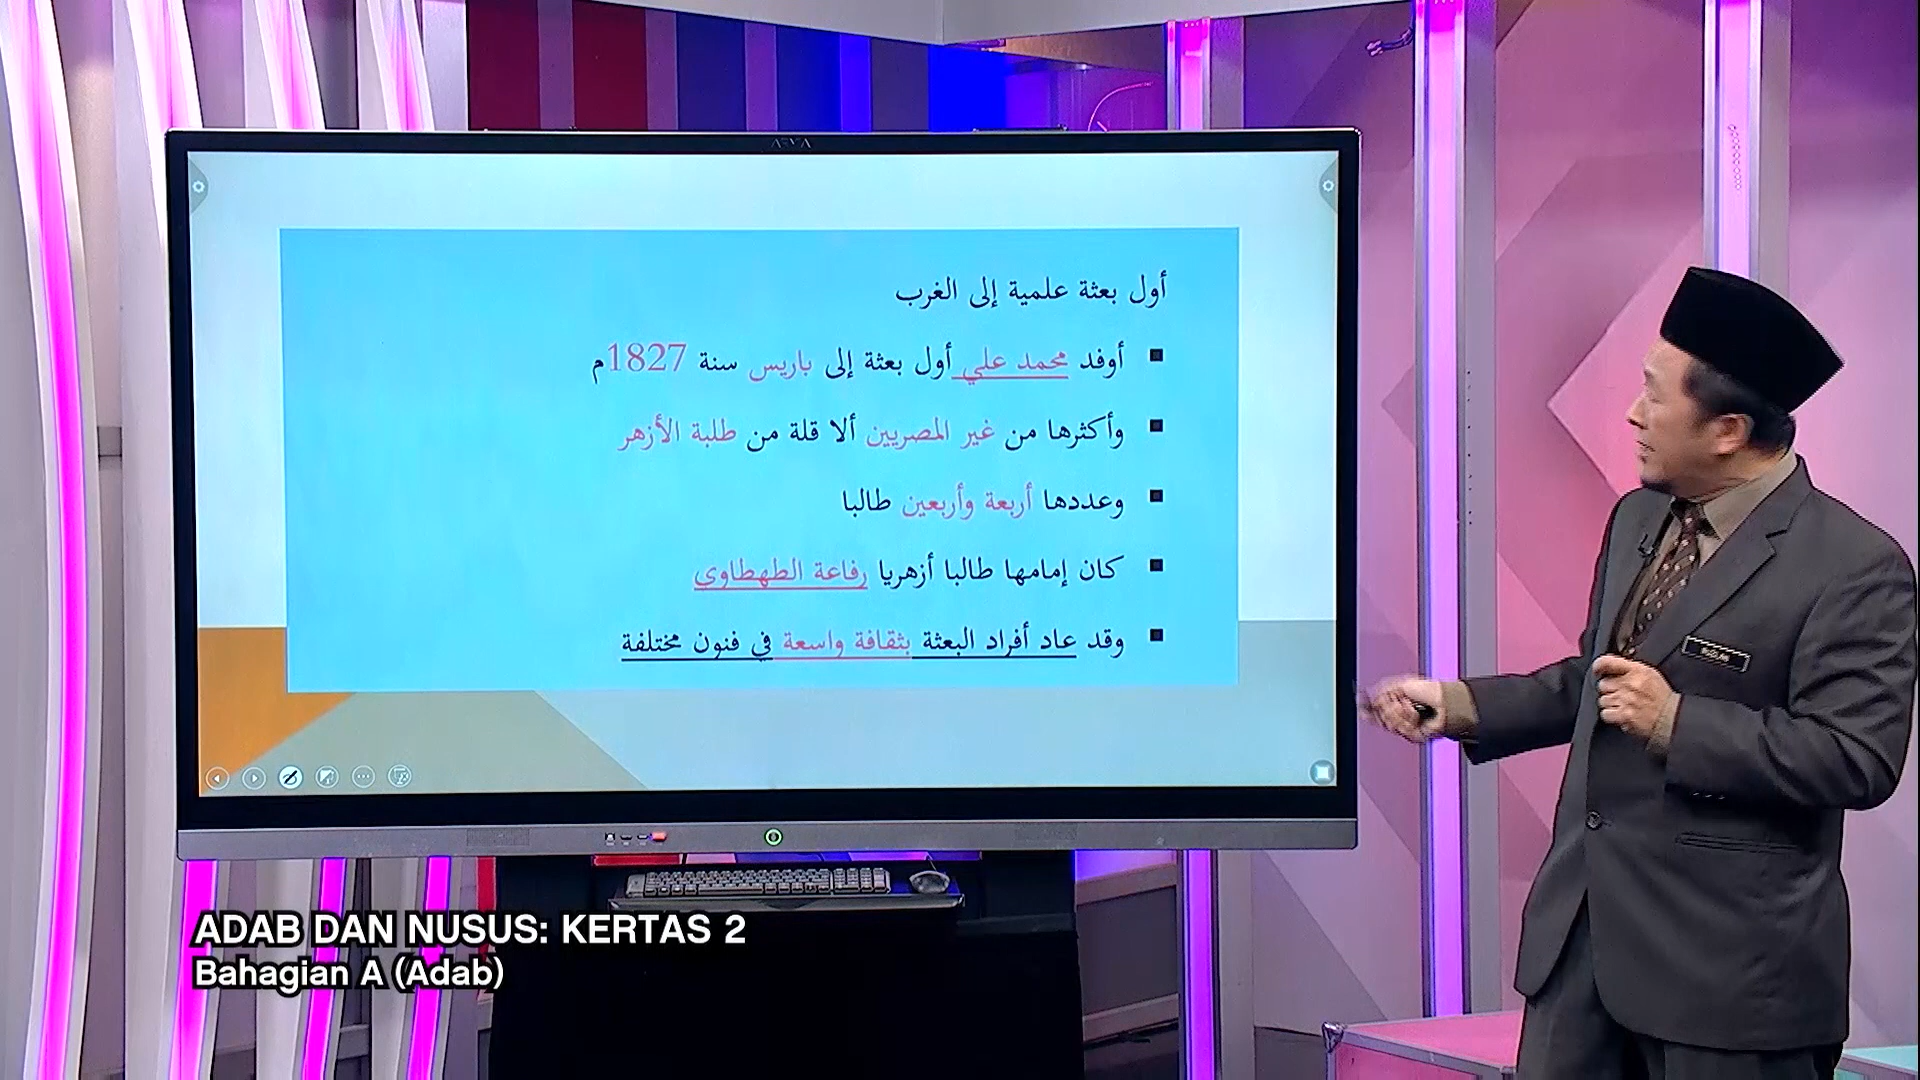 أول بعثة علمية إلى الغرب
أوفد محمد علي أول بعثة إلى باريس سنة 1827م
وأكثرها من غير المصريين ألا قلة من طلبة الأزهر
وعددها أربعة وأربعين طالبا
كان إمامها طالبا أزهريا رفاعة الطهطاوي
وقد عاد أفراد البعثة بثقافة واسعة في فنون مختلفة
ADAB DAN NUSUS: KERTAS 2
Bahagian A (Adab)